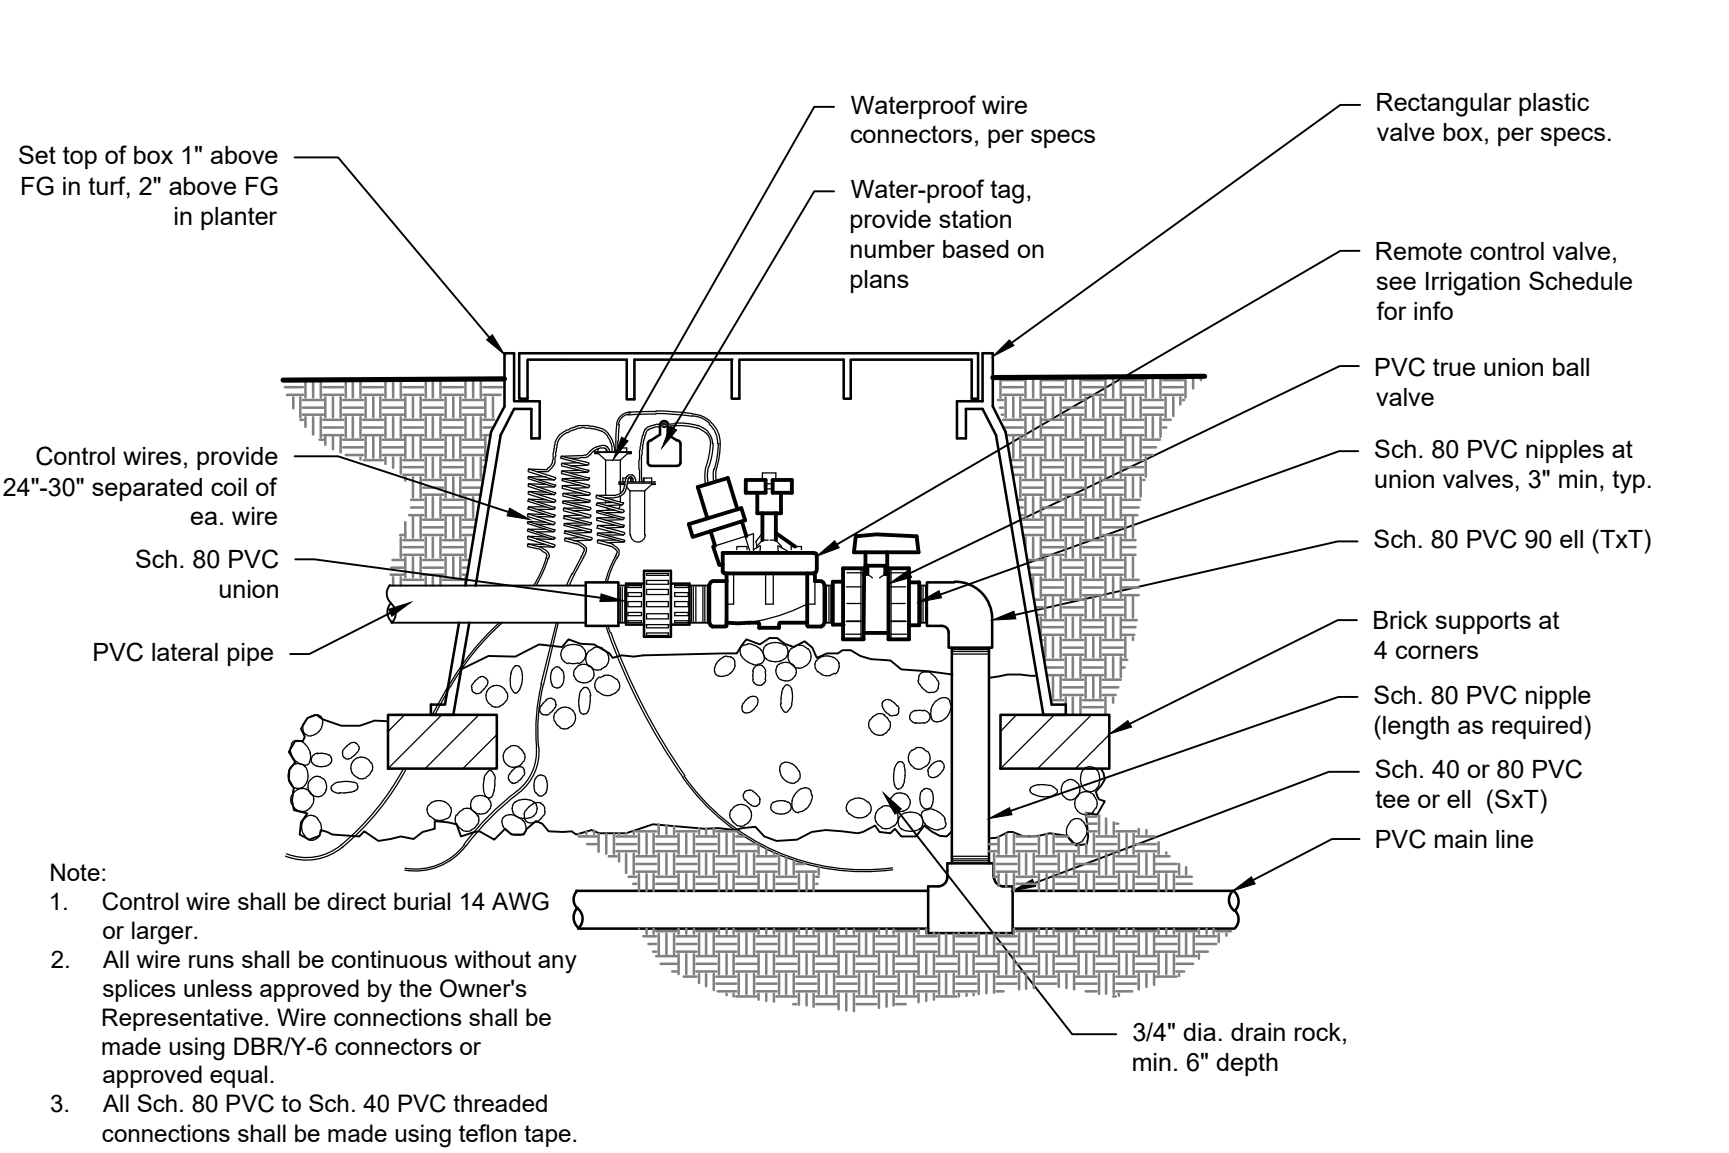 Set top of box 1" above
FG in turf, 2" above FG
in planter
Control wires, provide
24"-30" separated coil of
ea. wire
Sch. 80 PVC
union
PVC lateral pipe
Waterproof wire
connectors, per specs
Water-proof tag,
provide station
number based on
plans
Rectangular plastic
valve box, per specs.
Remote control valve,
see Irrigation Schedule
for info
PVC true union ball
valve
Sch. 80 PVC nipples at
union valves, 3" min, typ.
Sch. 80 PVC 90 ell (TxT)
Brick supports at
4 corners
Sch. 80 PVC nipple
(length as required)
Sch. 40 or 80 PVC
tee or ell (SxT)
PVC main line
3/4" dia. drain rock,
min. 6" depth
Note:
1. Control wire shall be direct burial 14 AWG
or larger.
2. All wire runs shall be continuous without any
splices unless approved by the Owner's
Representative. Wire connections shall be
made using DBR/Y-6 connectors or
approved equal.
3. All Sch. 80 PVC to Sch. 40 PVC threaded
connections shall be made using teflon tape.